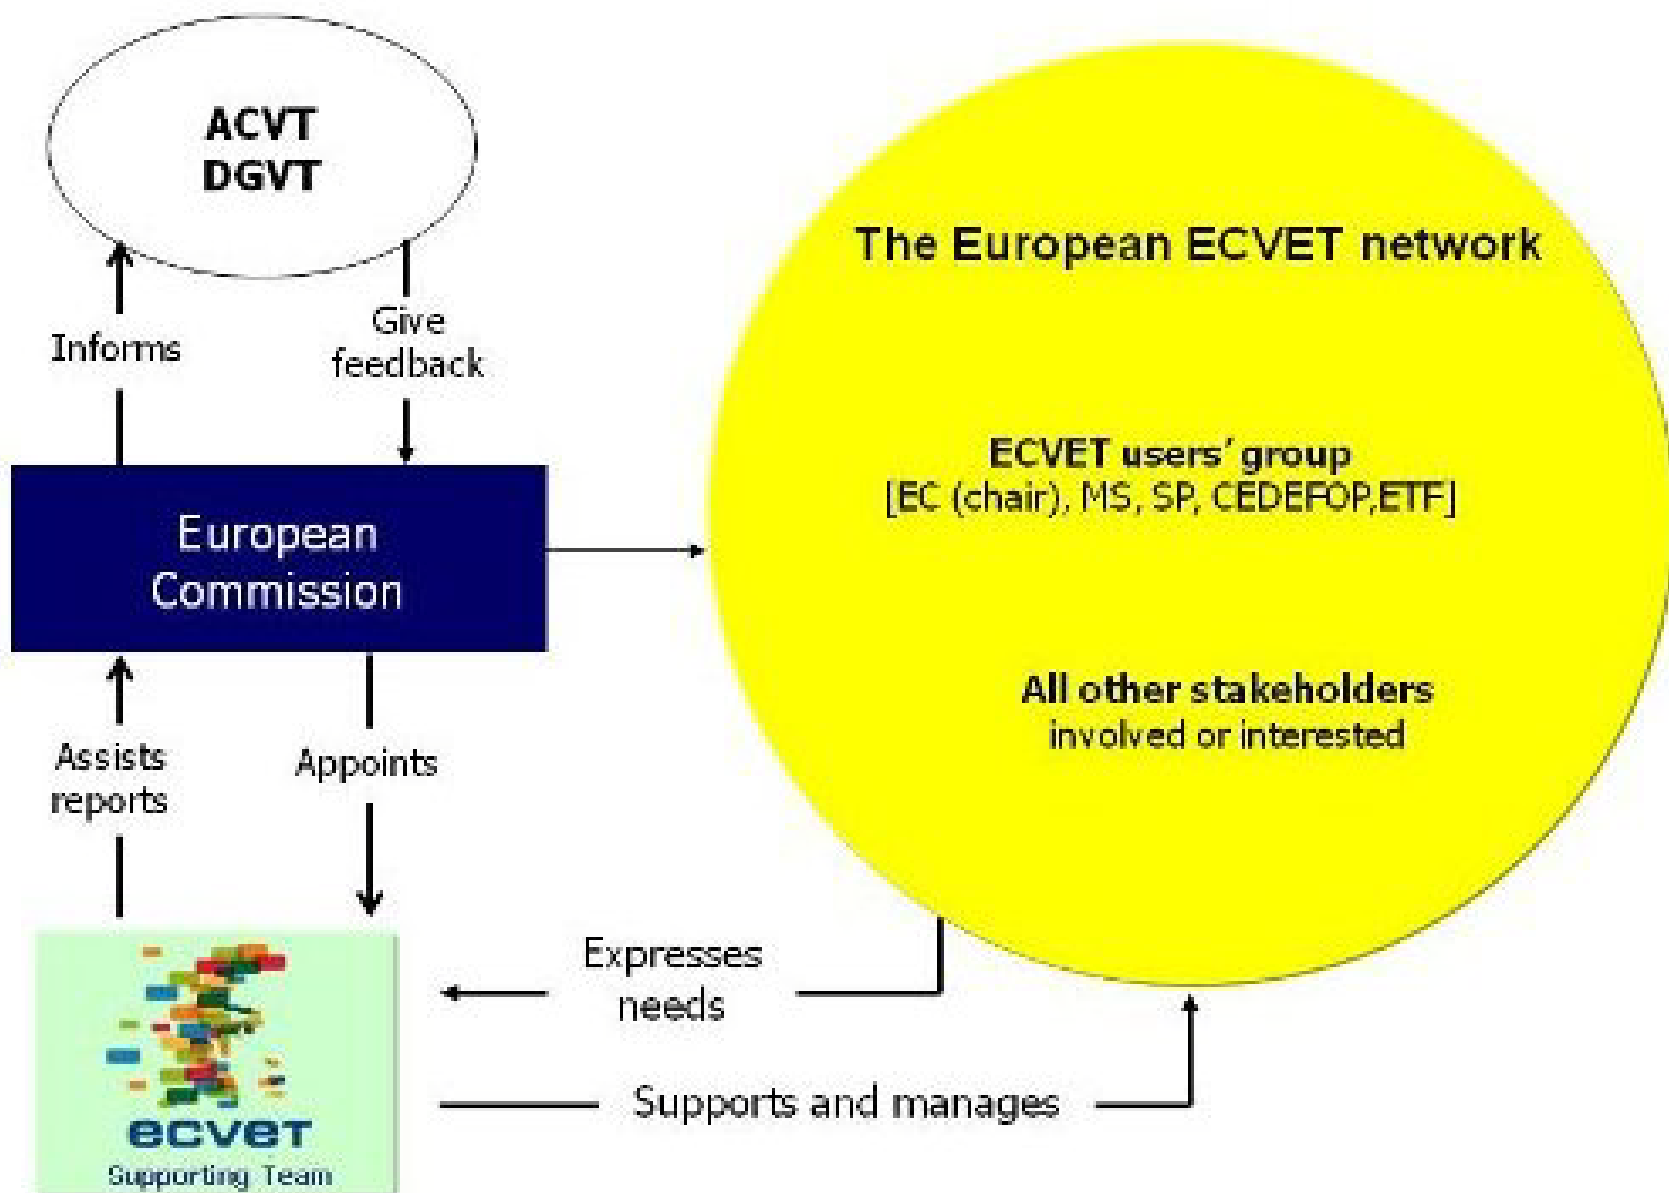 ACVT
DGVT
Informs
Give
feedback
European
Commission
Assists
reports
Appoints
ecvet
Supporting Team
The European ECVET network
ECVET users’ group
[EC (chair), MS, SP, CEDEFOP,ETF]
All other stakeholders
involved or interested
Expresses
needs
Supports and manages